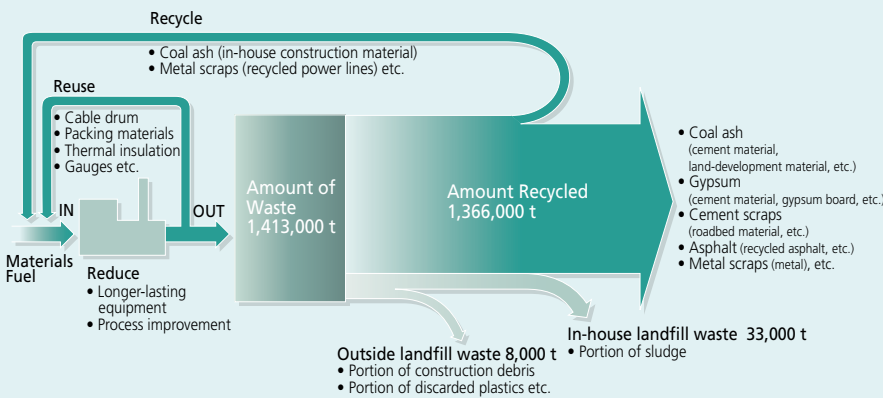 Recycle
• Coal ash (in-house construction material)
• Metal scraps (recycled power lines) etc.
Reuse
• Cable drum
• Packing materials
• Thermal insulation
• Gauges etc.
IN
OUT
Materials
Fuel
Reduce
• Longer-lasting
equipment
• Process improvement
Amount of
Waste
1,413,000 t
Amount Recycled
1,366,000 t
• Coal ash
(cement material,
land-development material, etc.)
• Gypsum
(cement material, gypsum board, etc.)
• Cement scraps
(roadbed material, etc.)
• Asphalt (recycled asphalt, etc.)
• Metal scraps (metal), etc.
In-house landfill waste 33,000 t
• Portion of sludge
Outside landfill waste 8,000 t
• Portion of construction debris
• Portion of discarded plastics etc.